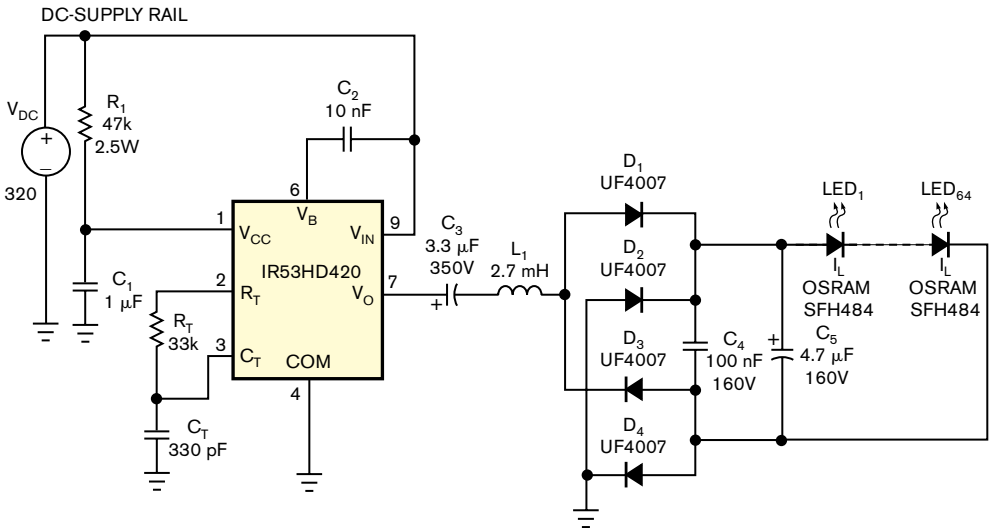 DC-SUPPLY RAIL
VDC
+
–
320
R1
47k
2.5W
C1
1 μF
C2
10 nF
6
VB
1
VCC
9
VIN
IR53HD420
2
RT
7
VO
RT
33k
3
CT
COM
4
CT
330 pF
C3
3.3 μF
350V
+
L1
2.7 mH
D1
UF4007
D2
UF4007
D3
UF4007
D4
UF4007
C4
100 nF
160V
+
C5
4.7 μF
160V
LED1
IL
OSRAM
SFH484
LED64
IL
OSRAM
SFH484